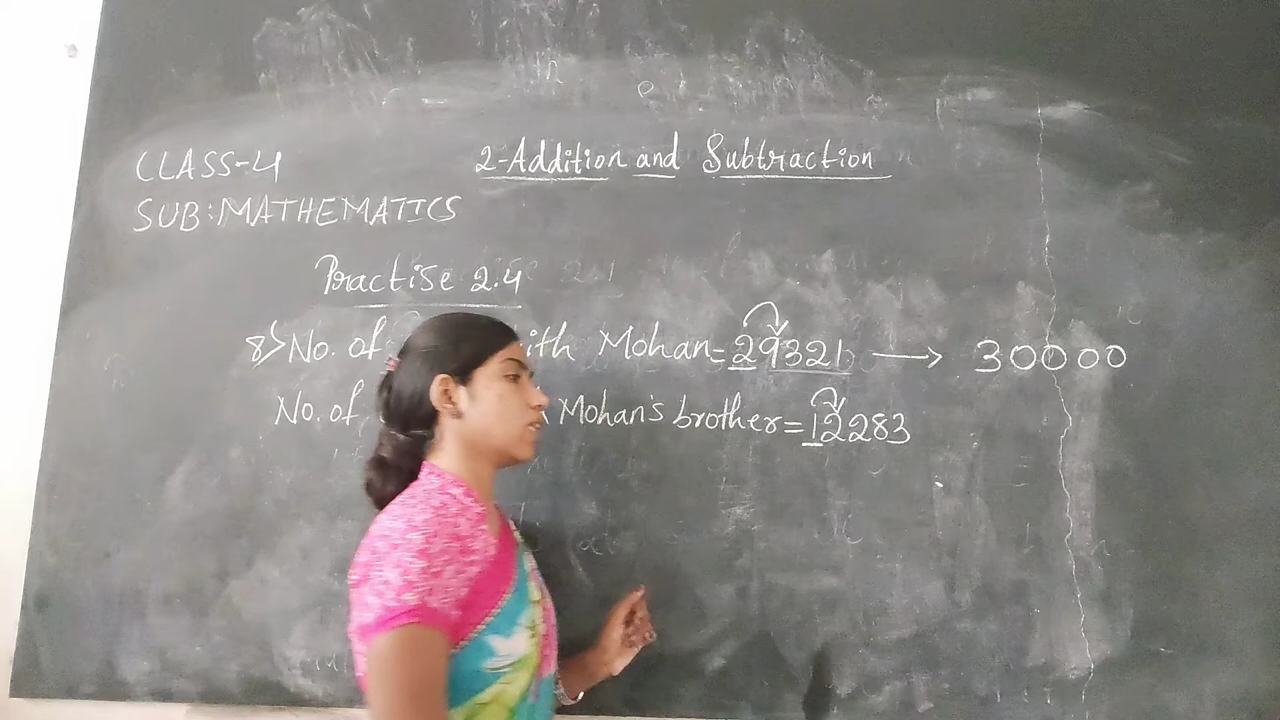 CLASS-4
2-Addition and Subtraction
SUB:MATHEMATICS
Practise 2.4
8) No. of ith Mohan= 29321 → 30000
No. of Mohan's brother= 12283